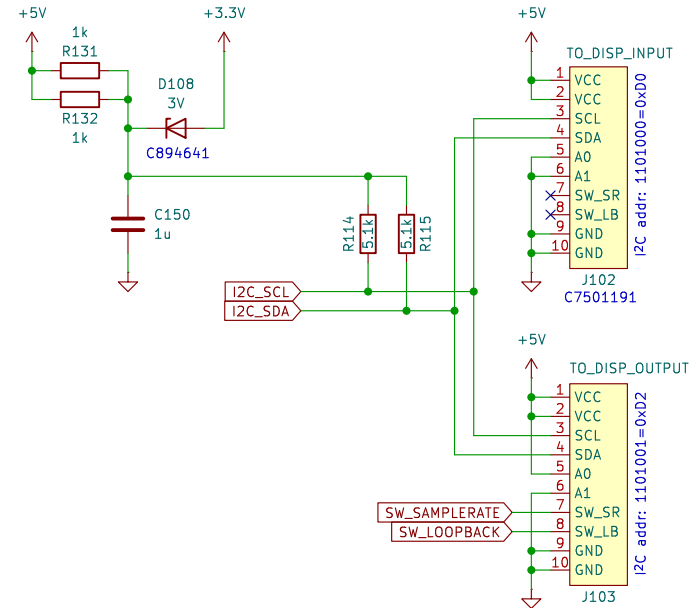 +5V
1k
R131
R132
1k
+3.3V
D108
3V
C894641
C150
1u
R114
5.1k
5.1k
R115
I2C_SCL
I2C_SDA
+5V
TO_DISP_INPUT
1 VCC
2 VCC
3 SCL
4 SDA
5 A0
6 A1
7 SW_SR
8 SW_LB
9 GND
10 GND
I²C addr: 1101000=0xD0
J102
C7501191
+5V
TO_DISP_OUTPUT
1 VCC
2 VCC
3 SCL
4 SDA
5 A0
6 A1
7 SW_SR
8 SW_LB
9 GND
10 GND
I²C addr: 1101001=0xD2
SW_SAMPLERATE
SW_LOOPBACK
J103